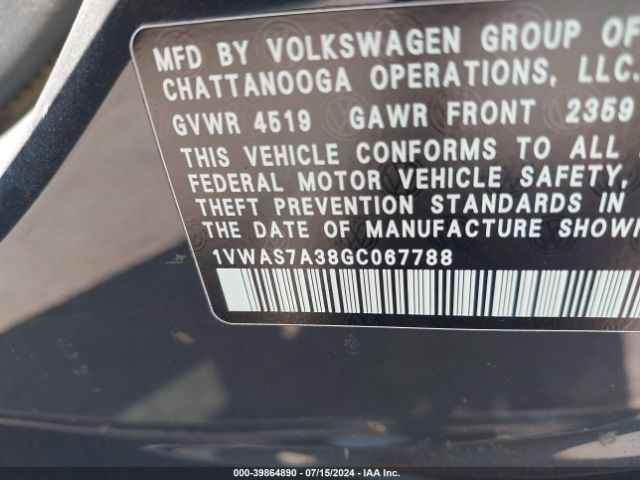 MFD BY VOLKSWAGEN GROUP OF
CHATTANOOGA OPERATIONS, LLC.
GVWR 4519 GAWR FRONT 2359
THIS VEHICLE CONFORMS TO ALL
FEDERAL MOTOR VEHICLE SAFETY,
THEFT PREVENTION STANDARDS IN
THE DATE OF MANUFACTURE SHOW
1VWAS7A38GC067788
000-39864890 - 07/15/2024 - IAA Inc.